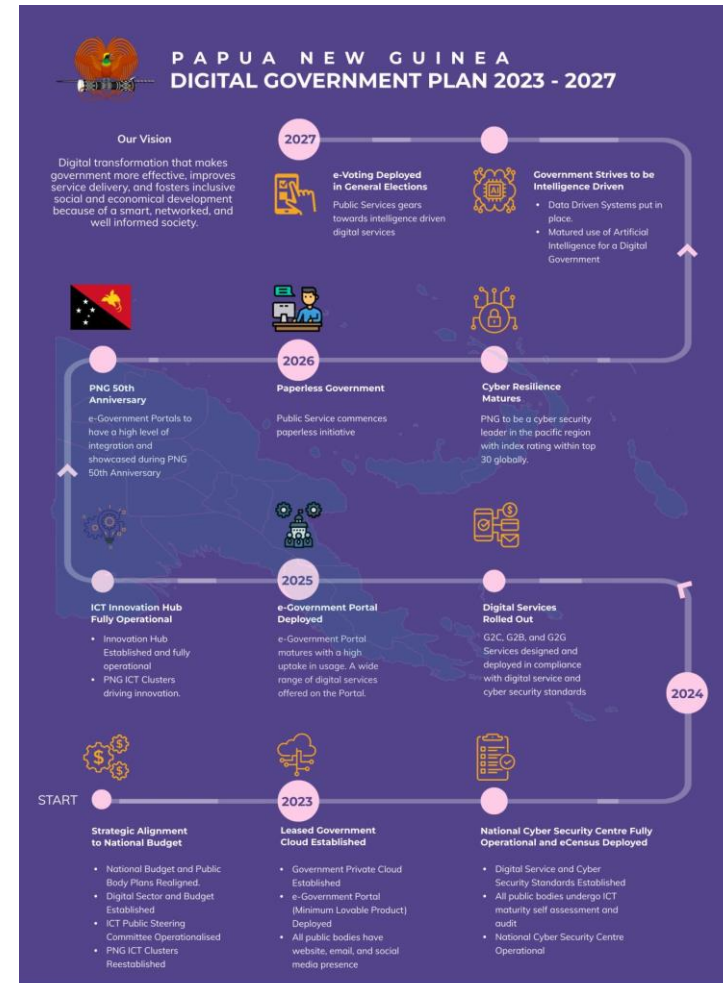 PAPUA NEW GUINEA
DIGITAL GOVERNMENT PLAN 2023 - 2027
Our Vision
Digital transformation that makes
government more effective, improves
service delivery, and fosters inclusive
social and economical development
because of a smart, networked, and
well informed society.
2027
e-Voting Deployed
in General Elections
Public Services gears
towards intelligence driven
digital services
Government Strives to be
Intelligence Driven
• Data Driven Systems put in
place.
• Matured use of Artificial
Intelligence for a Digital
Government
AI
PNG 50th
Anniversary
e-Government Portals to
have a high level of
integration and
showcased during PNG
50th Anniversary
2026
Paperless Government
Public Service commences
paperless initiative
Cyber Resilience
Matures
PNG to be a cyber security
leader in the pacific region
with index rating within top
30 globally.
ICT Innovation Hub
Fully Operational
• Innovation Hub
Established and fully
operational
• PNG ICT Clusters
driving innovation.
2025
e-Government Portal
Deployed
e-Government Portal
matures with a high
uptake in usage. A wide
range of digital services
offered on the Portal.
Digital Services
Rolled Out
G2C, G2B, and G2G
Services designed and
deployed in compliance
with digital service and
cyber security standards
2024
START
Strategic Alignment
to National Budget
• National Budget and Public
Body Plans Realigned.
• Digital Sector and Budget
Established
• ICT Public Steering
Committee Operationalised
• PNG ICT Clusters
Reestablished
2023
Leased Government
Cloud Established
• Government Private Cloud
Established
• e-Government Portal
(Minimum Lovable Product)
Deployed
• All public bodies have
website, email, and social
media presence
National Cyber Security Centre Fully
Operational and eCensus Deployed
• Digital Service and Cyber
Security Standards Established
• All public bodies undergo ICT
maturity self assessment and
audit
• National Cyber Security Centre
Operational